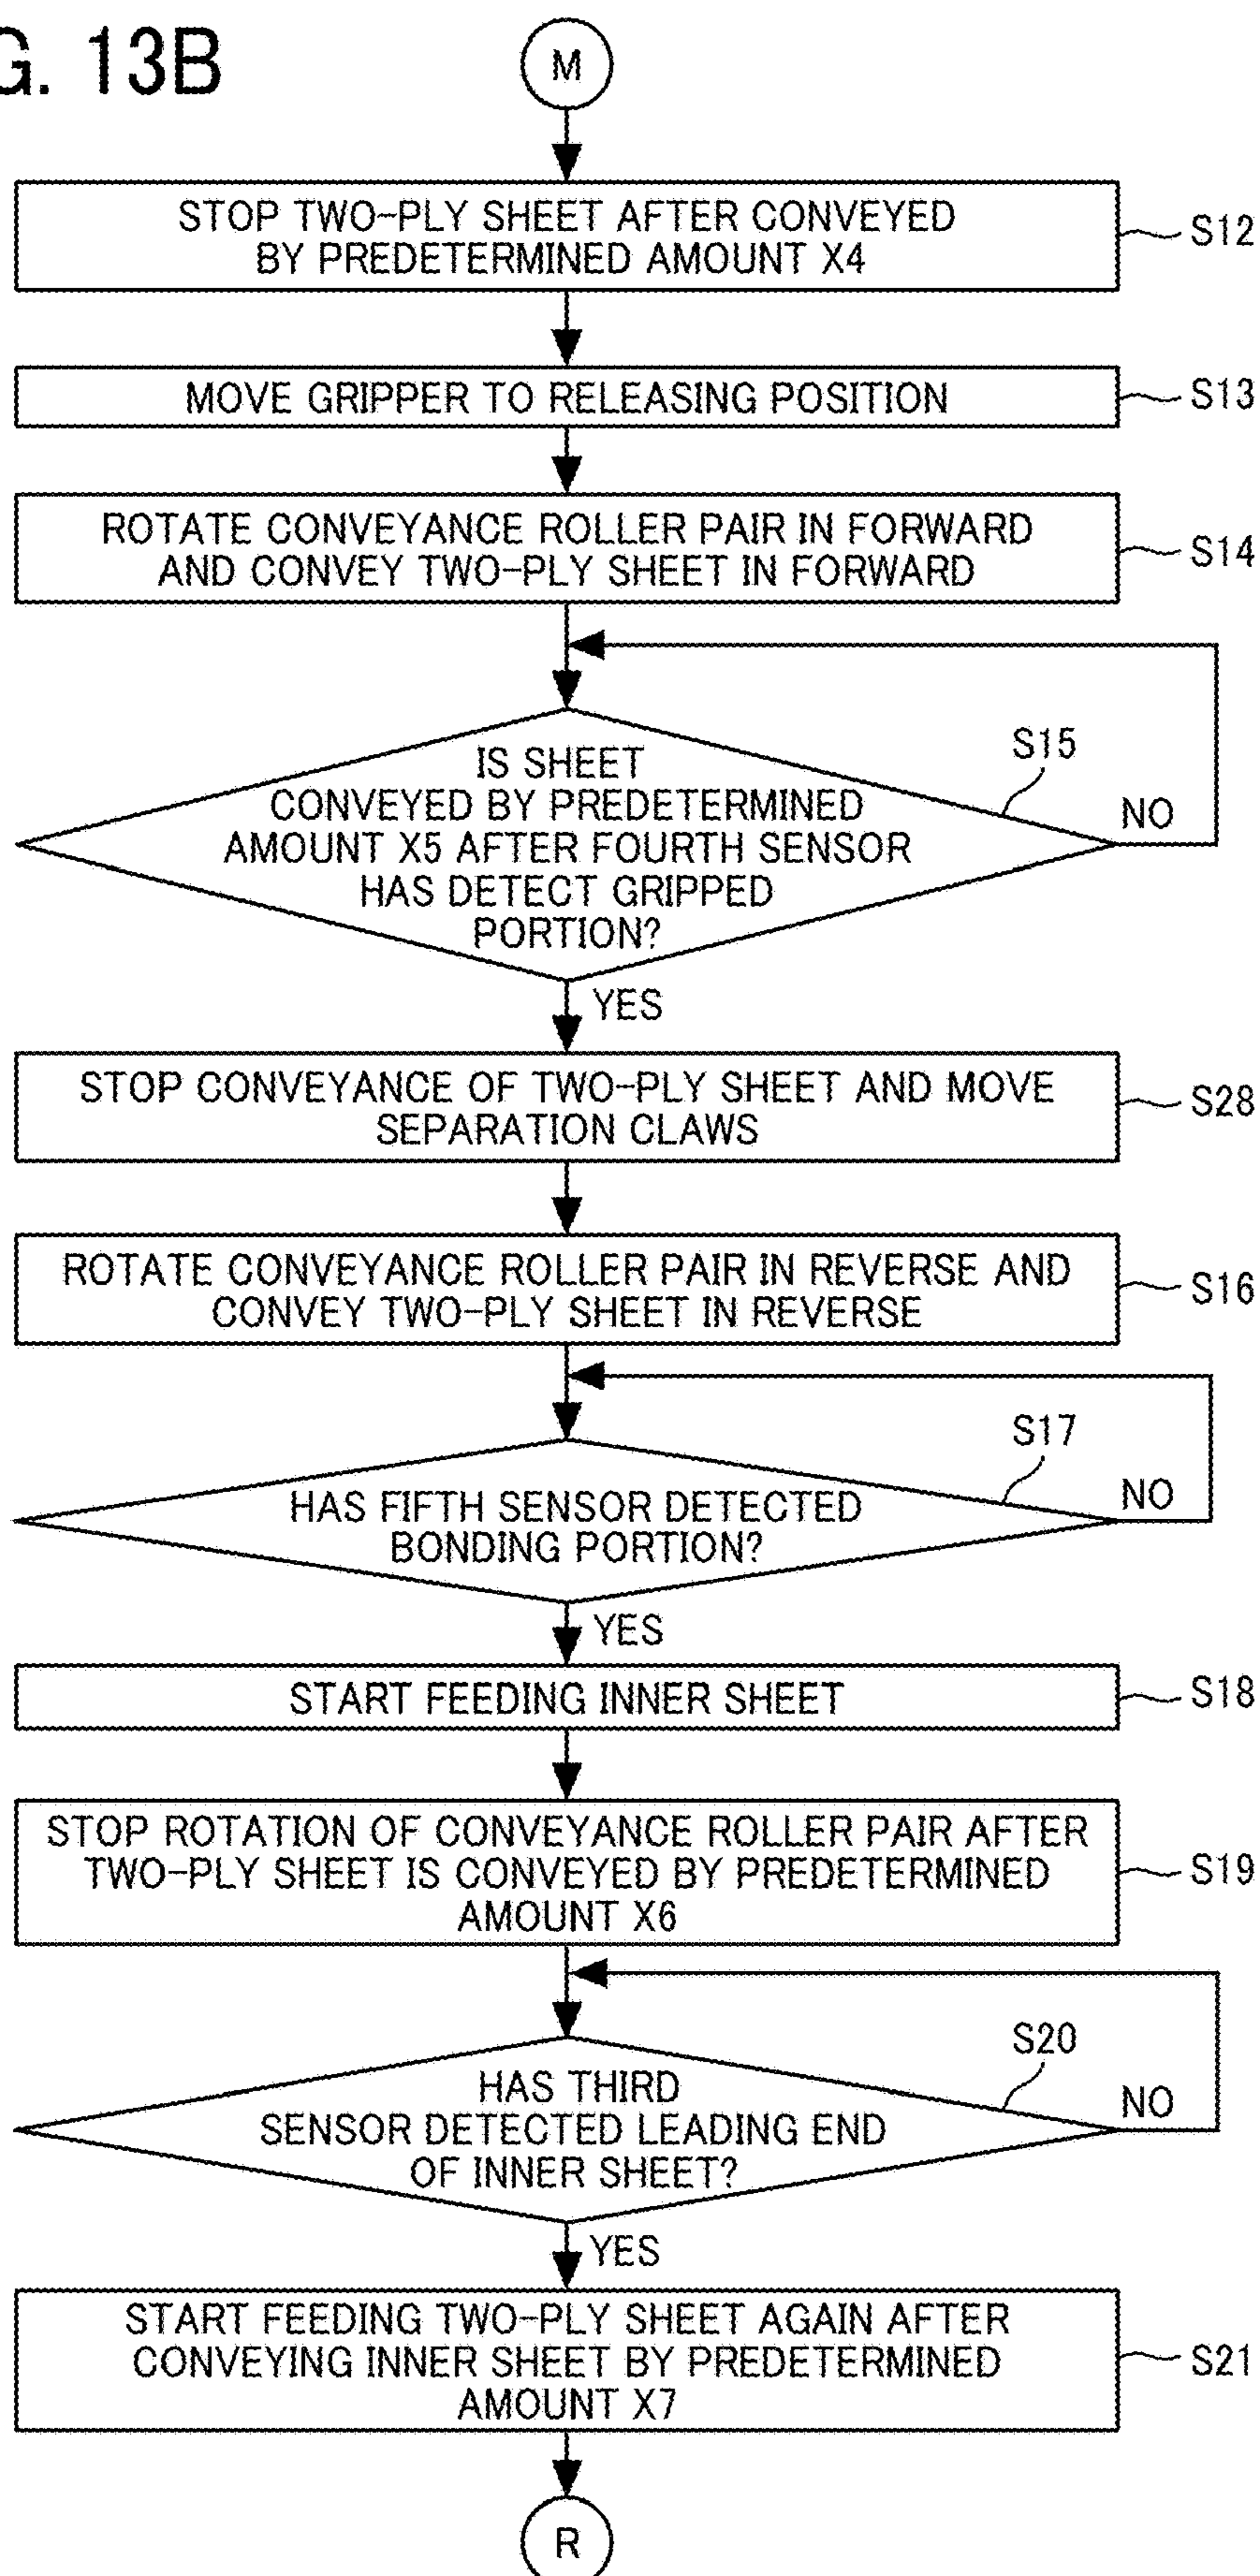 G. 13B
M
STOP TWO-PLY SHEET AFTER CONVEYED
BY PREDETERMINED AMOUNT X4
S12
MOVE GRIPPER TO RELEASING POSITION
S13
ROTATE CONVEYANCE ROLLER PAIR IN FORWARD
AND CONVEY TWO-PLY SHEET IN FORWARD
S14
IS SHEET
CONVEYED BY PREDETERMINED
AMOUNT X5 AFTER FOURTH SENSOR
HAS DETECT GRIPPED
PORTION?
S15
NO
YES
STOP CONVEYANCE OF TWO-PLY SHEET AND MOVE
SEPARATION CLAWS
S28
ROTATE CONVEYANCE ROLLER PAIR IN REVERSE AND
CONVEY TWO-PLY SHEET IN REVERSE
S16
HAS FIFTH SENSOR DETECTED
BONDING PORTION?
S17
NO
YES
START FEEDING INNER SHEET
S18
STOP ROTATION OF CONVEYANCE ROLLER PAIR AFTER
TWO-PLY SHEET IS CONVEYED BY PREDETERMINED
AMOUNT X6
S19
HAS THIRD
SENSOR DETECTED LEADING END
OF INNER SHEET?
S20
NO
YES
START FEEDING TWO-PLY SHEET AGAIN AFTER
CONVEYING INNER SHEET BY PREDETERMINED
AMOUNT X7
S21
R